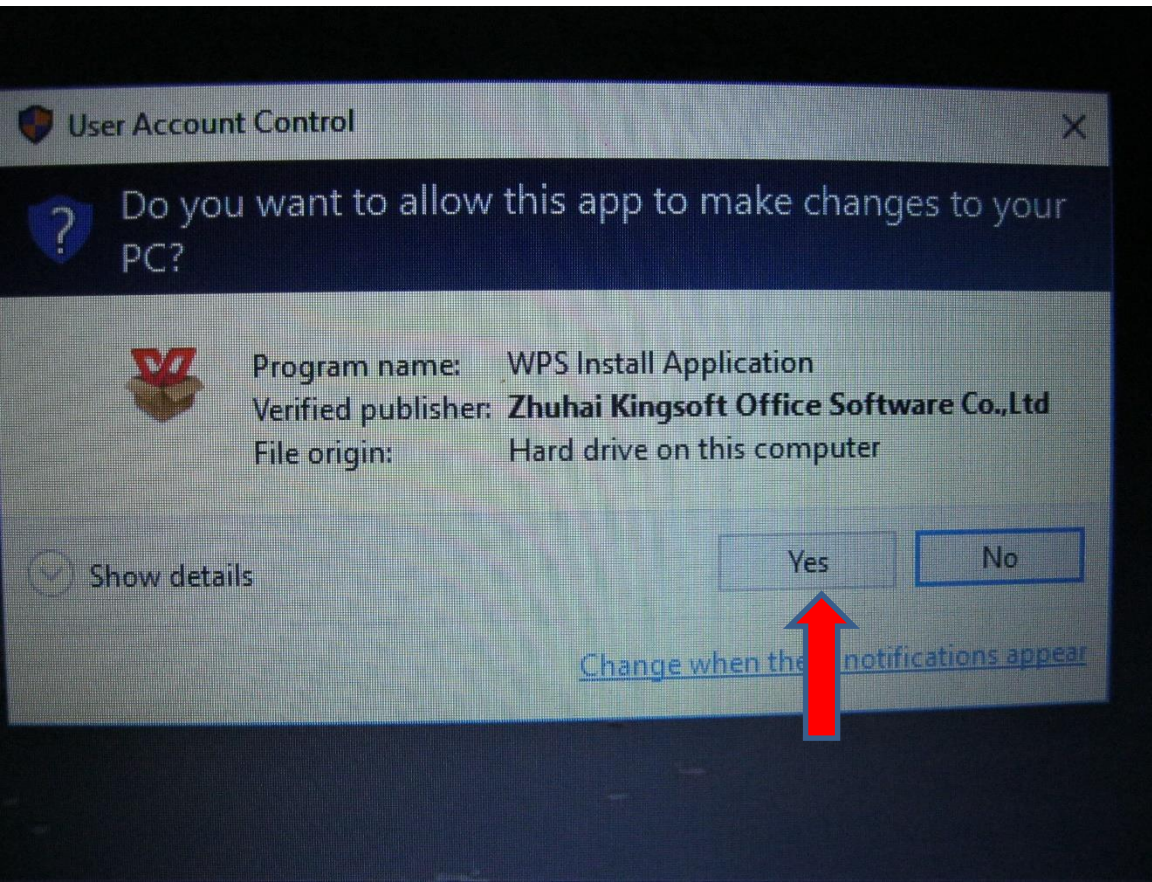 User Account Control
Do you want to allow this app to make changes to your
PC?
Program name: WPS Install Application
Verified publisher: Zhuhai Kingsoft Office Software Co.,Ltd
File origin: Hard drive on this computer
Show details
Yes
No
Change when notifications appear